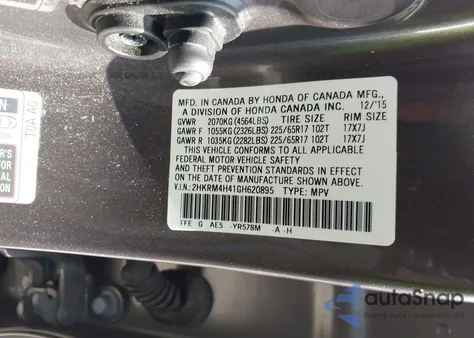 MFD. IN CANADA BY HONDA OF CANADA MFG.,
A DIVISION OF HONDA CANADA INC. 12/'15
GVWR 2070KG (4564LBS) TIRE SIZE RIM SIZE
GAWR F 1055KG (2326LBS) 225/65R17 102T 17X7J
GAWR R 1035KG (2282LBS) 225/65R17 102T 17X7J
THIS VEHICLE CONFORMS TO ALL APPLICABLE
FEDERAL MOTOR VEHICLE SAFETY
AND THEFT PREVENTION STANDARDS IN EFFECT ON
THE DATE OF MANUFACTURE SHOWN ABOVE.
V.I.N.: 2HKRM4H41GH620895 TYPE: MPV
TFE G AE5 -YR578M -A -H
T0A A0
autoSnap